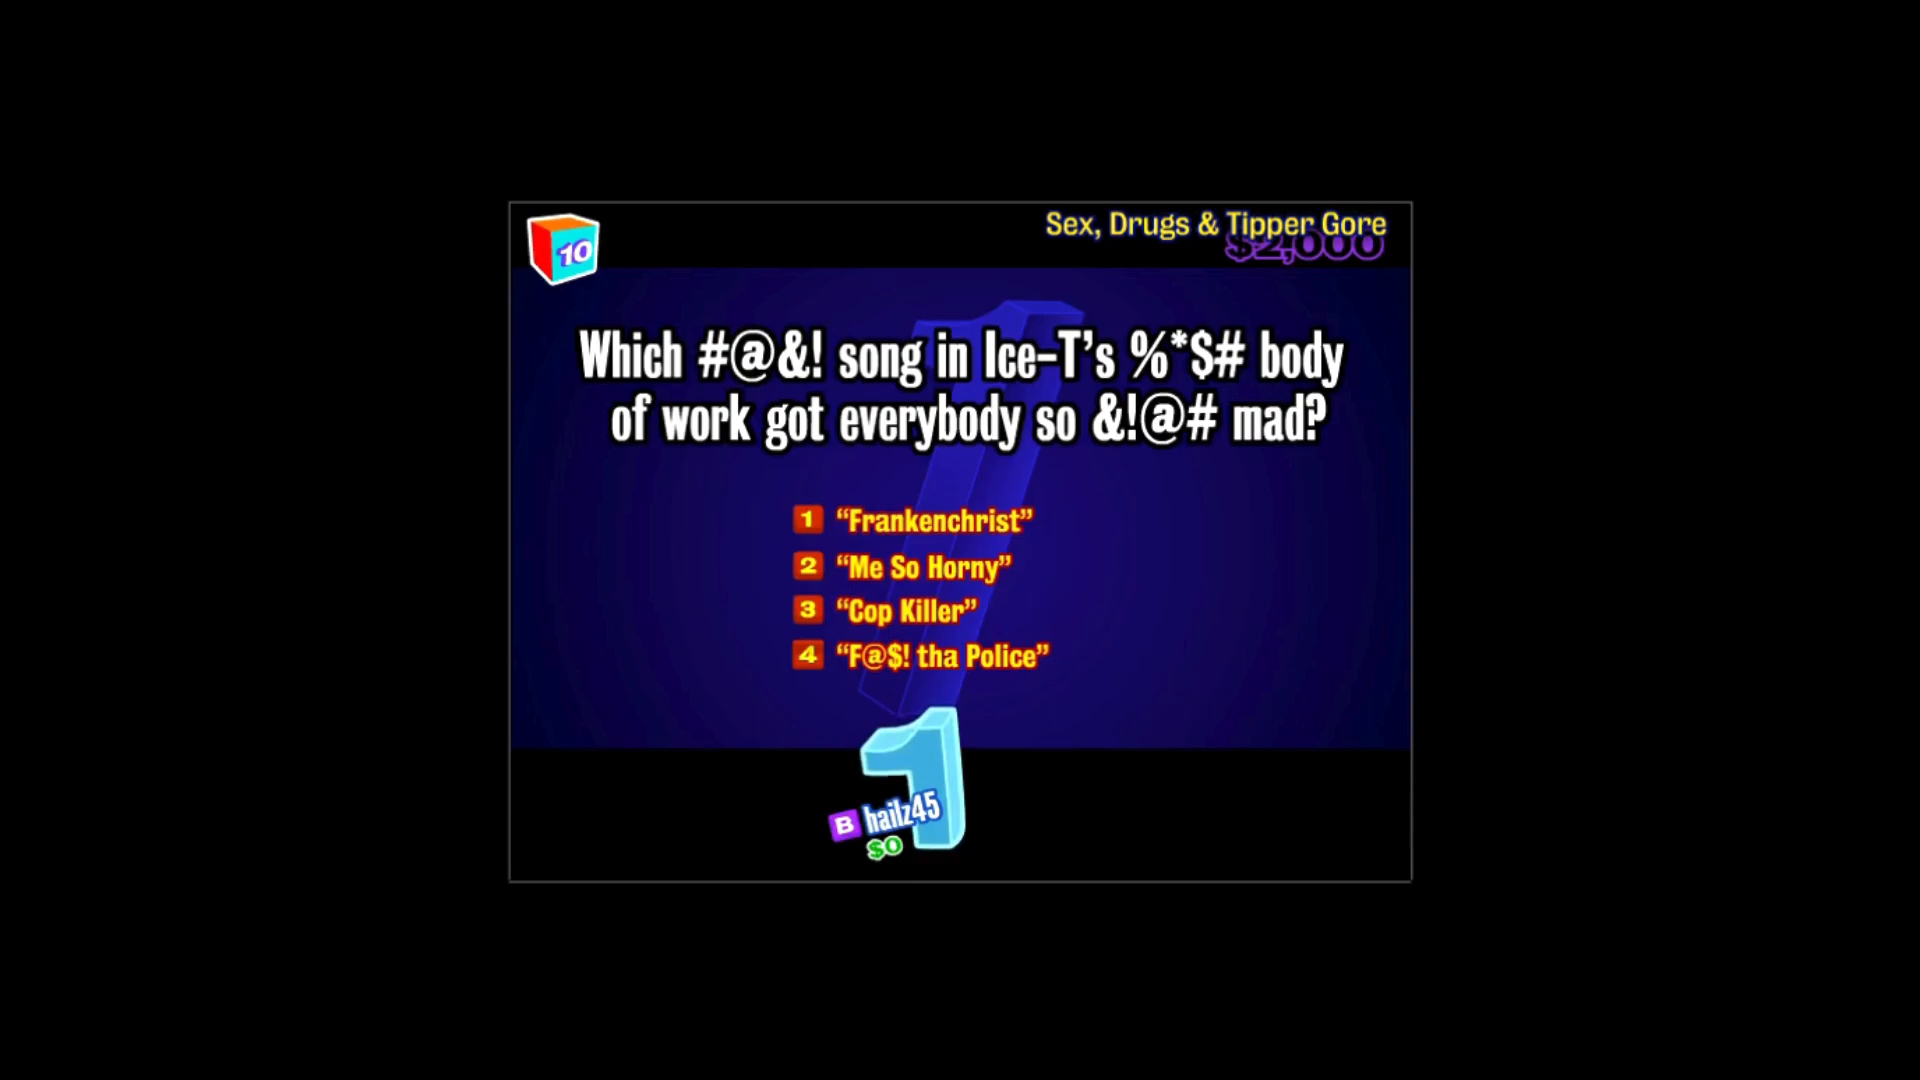 10
Sex, Drugs & Tipper Gore
$2,000
Which #@&! song in Ice-T's %*$# body
of work got everybody so &!@# mad?
1 “Frankenchrist”
2 “Me So Horny”
3 “Cop Killer”
4 “F@$! tha Police”
1
B hailz45
$0